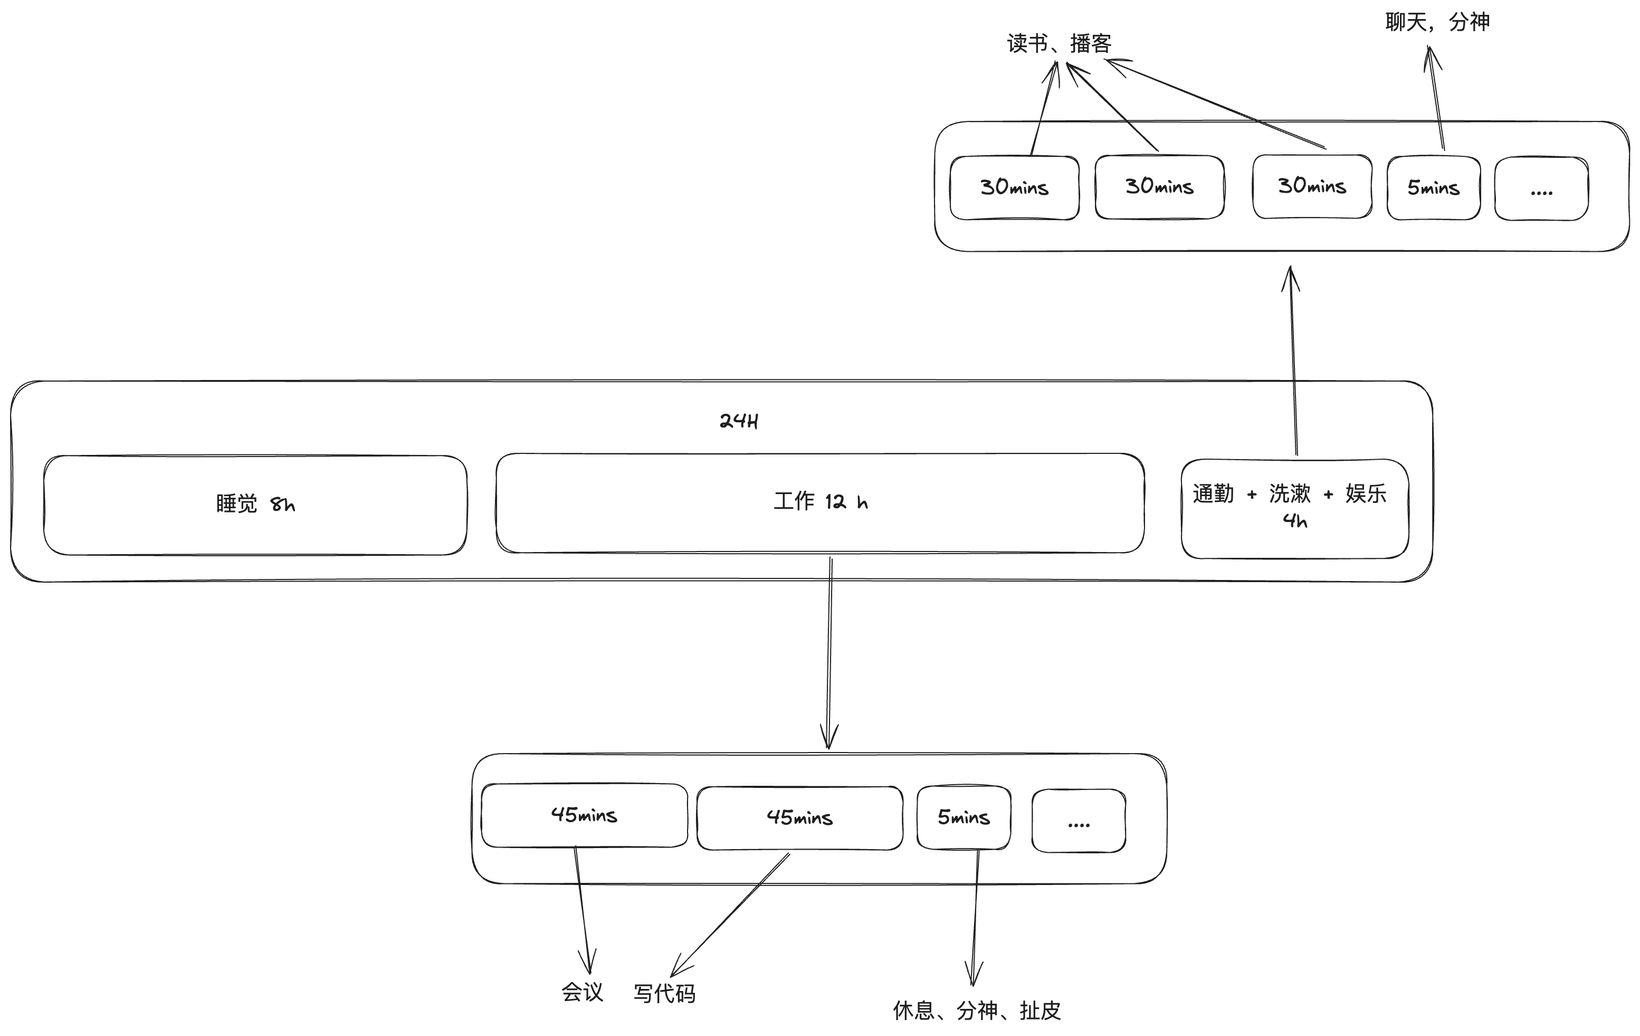 聊天，分神
读书、播客
30mins
30mins
30mins
5mins
....
24H
睡觉 8h
工作 12 h
通勤 + 洗漱 + 娱乐
4h
45mins
45mins
5mins
....
会议
写代码
休息、分神、扯皮